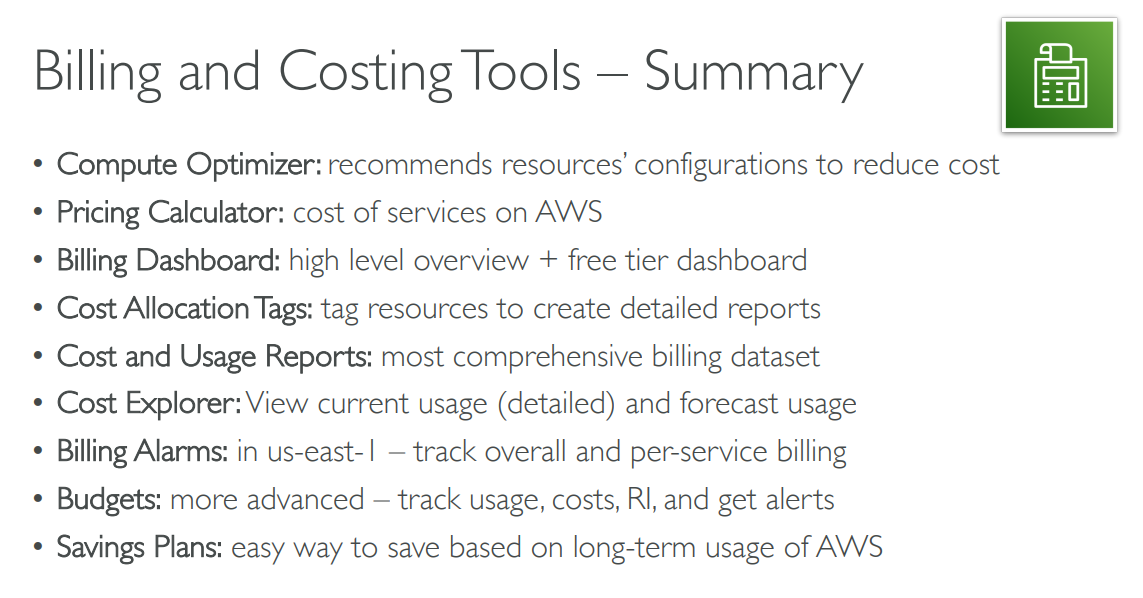 Billing and Costing Tools – Summary
• Compute Optimizer: recommends resources’ configurations to reduce cost
• Pricing Calculator: cost of services on AWS
• Billing Dashboard: high level overview + free tier dashboard
• Cost Allocation Tags: tag resources to create detailed reports
• Cost and Usage Reports: most comprehensive billing dataset
• Cost Explorer: View current usage (detailed) and forecast usage
• Billing Alarms: in us-east-1 – track overall and per-service billing
• Budgets: more advanced – track usage, costs, RI, and get alerts
• Savings Plans: easy way to save based on long-term usage of AWS